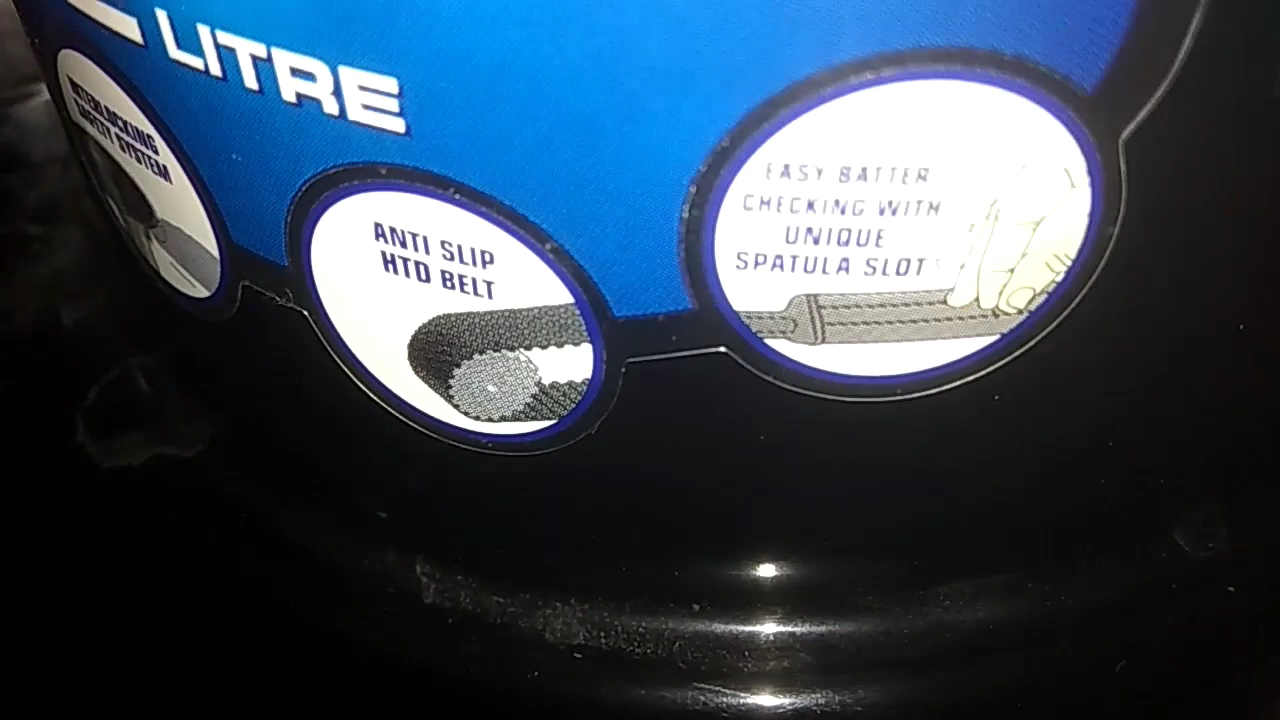 LITRE
INTERLOCKING
SAFETY SYSTEM
ANTI SLIP
HTD BELT
EASY BATTER
CHECKING WITH
UNIQUE
SPATULA SLOT